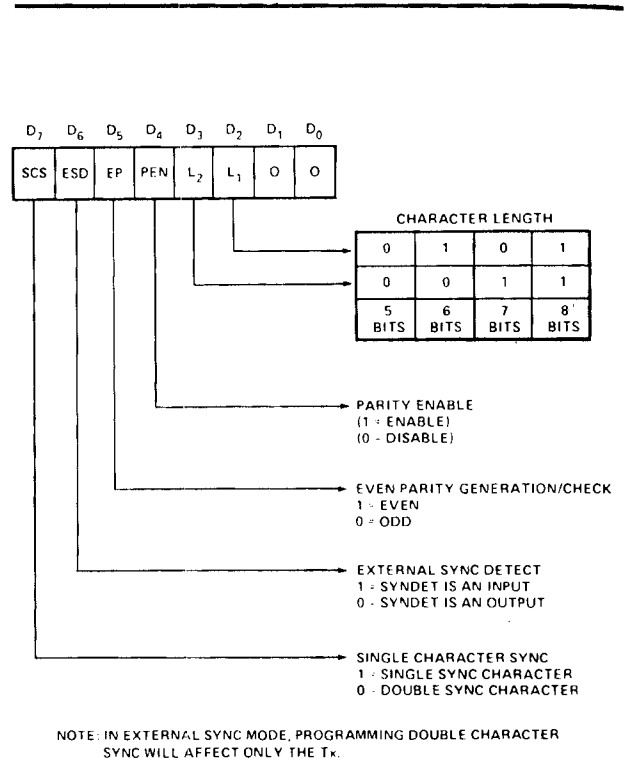 D7 D6 D5 D4 D3 D2 D1 D0
SCS ESD EP PEN L2 L1 0 0
CHARACTER LENGTH
0 1 0 1
0 0 1 1
5 BITS 6 BITS 7 BITS 8 BITS
PARITY ENABLE
(1 = ENABLE)
(0 - DISABLE)
EVEN PARITY GENERATION/CHECK
1 = EVEN
0 = ODD
EXTERNAL SYNC DETECT
1 = SYNDET IS AN INPUT
0 - SYNDET IS AN OUTPUT
SINGLE CHARACTER SYNC
1 = SINGLE SYNC CHARACTER
0 - DOUBLE SYNC CHARACTER
NOTE: IN EXTERNAL SYNC MODE, PROGRAMMING DOUBLE CHARACTER
SYNC WILL AFFECT ONLY THE Tx.